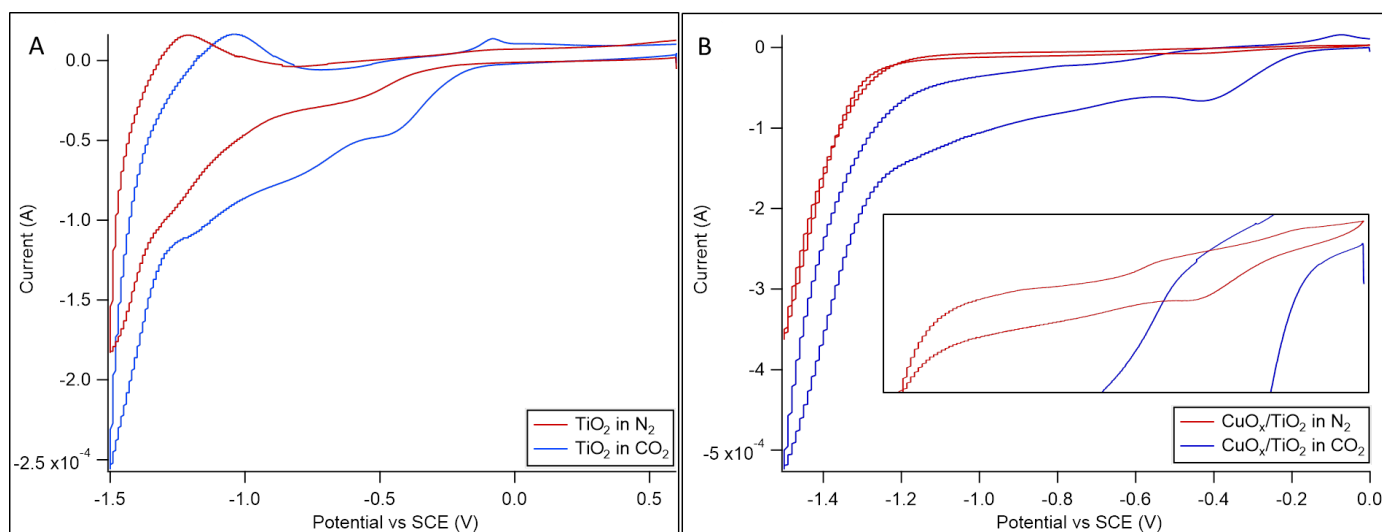 A
0.0
-0.5
-1.0
-1.5
-2.0
-2.5 x10⁻⁴
Current (A)
-1.5 -1.0 -0.5 0.0 0.5
Potential vs SCE (V)
TiO₂ in N₂
TiO₂ in CO₂
B
0
-1
-2
-3
-4
-5 x10⁻⁴
Current (A)
-1.4 -1.2 -1.0 -0.8 -0.6 -0.4 -0.2 0.0
Potential vs SCE (V)
CuOₓ/TiO₂ in N₂
CuOₓ/TiO₂ in CO₂